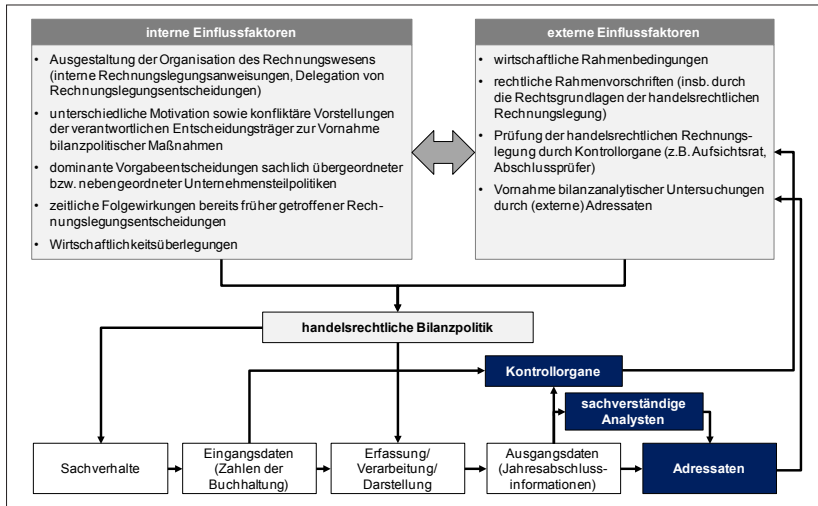 interne Einflussfaktoren
• Ausgestaltung der Organisation des Rechnungswesens
(interne Rechnungslegungsanweisungen, Delegation von
Rechnungslegungsentscheidungen)
• unterschiedliche Motivation sowie konfliktäre Vorstellungen
der verantwortlichen Entscheidungsträger zur Vornahme
bilanzpolitischer Maßnahmen
• dominante Vorgabeentscheidungen sachlich übergeordneter
bzw. nebengeordneter Unternehmensteilpolitiken
• zeitliche Folgewirkungen bereits früher getroffener Rech-
nungslegungsentscheidungen
• Wirtschaftlichkeitsüberlegungen
externe Einflussfaktoren
• wirtschaftliche Rahmenbedingungen
• rechtliche Rahmenvorschriften (insb. durch
die Rechtsgrundlagen der handelsrechtlichen
Rechnungslegung)
• Prüfung der handelsrechtlichen Rechnungs-
legung durch Kontrollorgane (z.B. Aufsichtsrat,
Abschlussprüfer)
• Vornahme bilanzanalytischer Untersuchungen
durch (externe) Adressaten
handelsrechtliche Bilanzpolitik
Kontrollorgane
sachverständige
Analysten
Sachverhalte
Eingangsdaten
(Zahlen der
Buchhaltung)
Erfassung/
Verarbeitung/
Darstellung
Ausgangsdaten
(Jahresabschluss-
informationen)
Adressaten